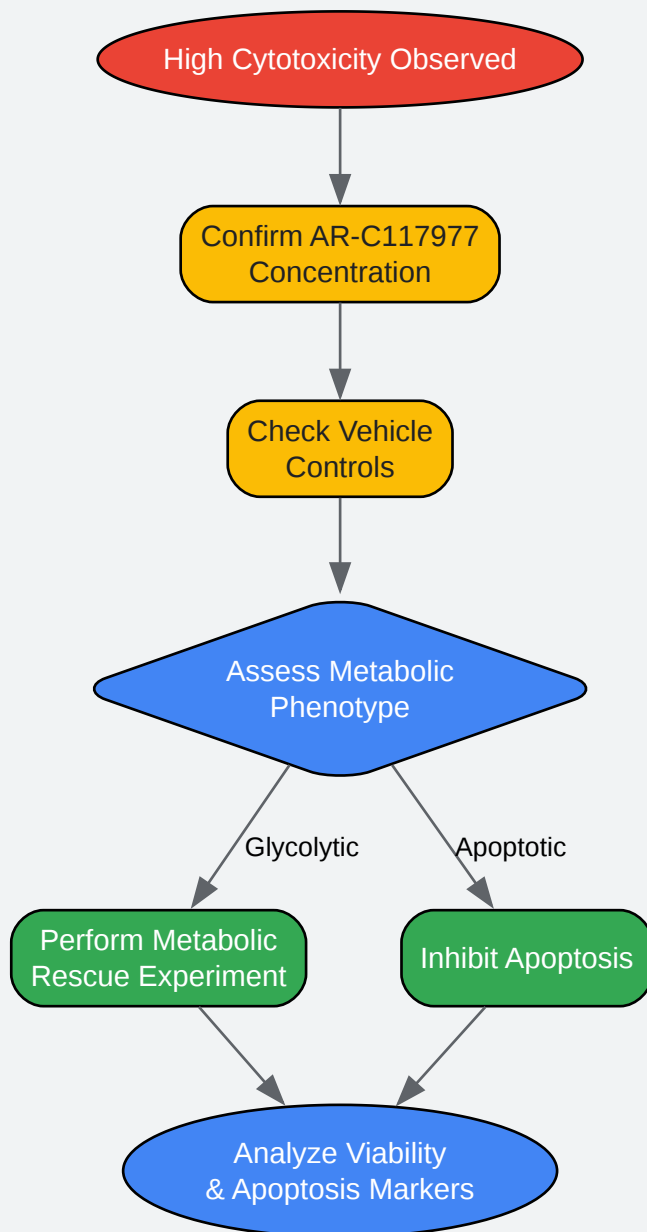 High Cytotoxicity Observed
Confirm AR-C117977
Concentration
Check Vehicle
Controls
Assess Metabolic
Phenotype
Glycolytic
Apoptotic
Perform Metabolic
Rescue Experiment
Inhibit Apoptosis
Analyze Viability
& Apoptosis Markers